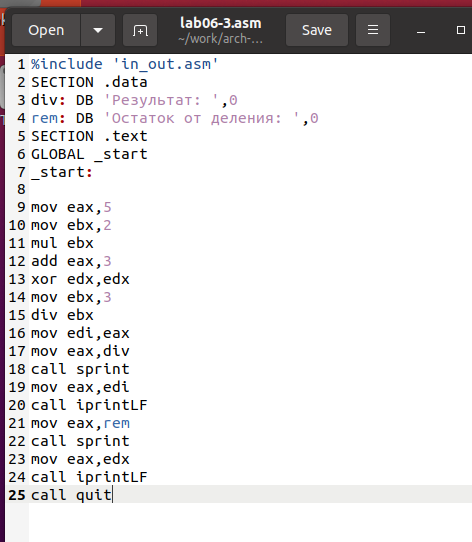 Open
lab06-3.asm
~/work/arch-...
Save
1 %include 'in_out.asm'
2 SECTION .data
3 div: DB 'Результат: ',0
4 rem: DB 'Остаток от деления: ',0
5 SECTION .text
6 GLOBAL _start
7 _start:
8
9 mov eax,5
10 mov ebx,2
11 mul ebx
12 add eax,3
13 xor edx,edx
14 mov ebx,3
15 div ebx
16 mov edi,eax
17 mov eax,div
18 call sprint
19 mov eax,edi
20 call iprintLF
21 mov eax,rem
22 call sprint
23 mov eax,edx
24 call iprintLF
25 call quit